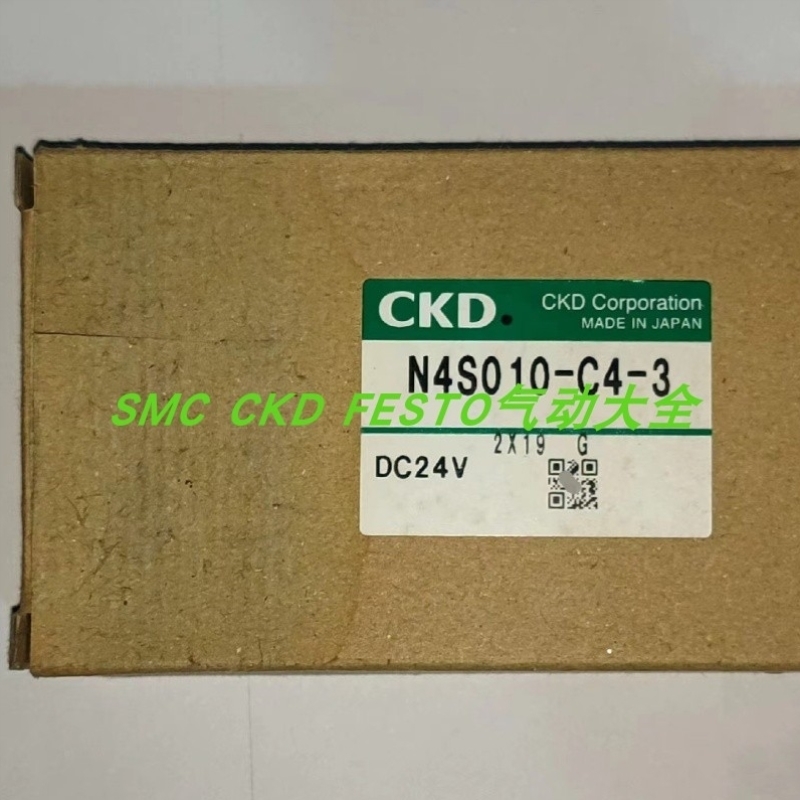 CKD.
CKD Corporation
MADE IN JAPAN
N4S010-C4-3
SMC CKD FESTO气动大全
2X19 G
DC24V